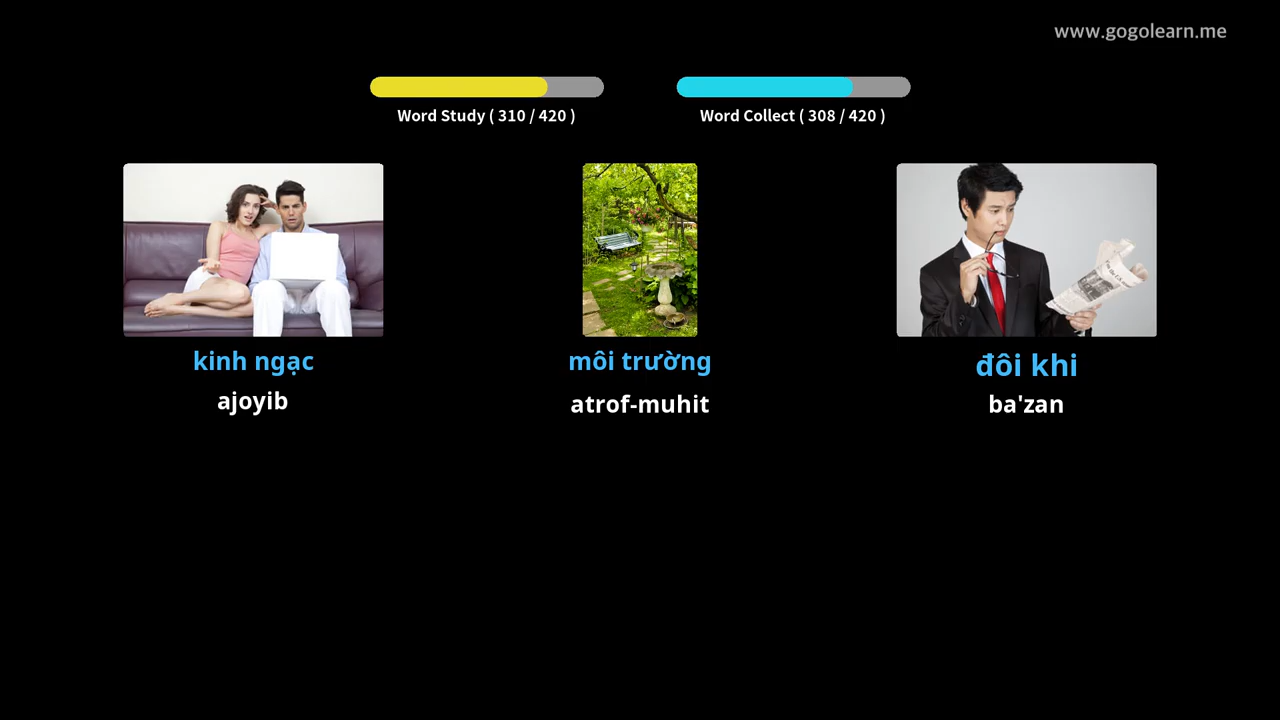 www.gogolearn.me
Word Study ( 310 / 420 )
Word Collect ( 308 / 420 )
kinh ngạc
môi trường
đôi khi
ajoyib
atrof-muhit
ba'zan